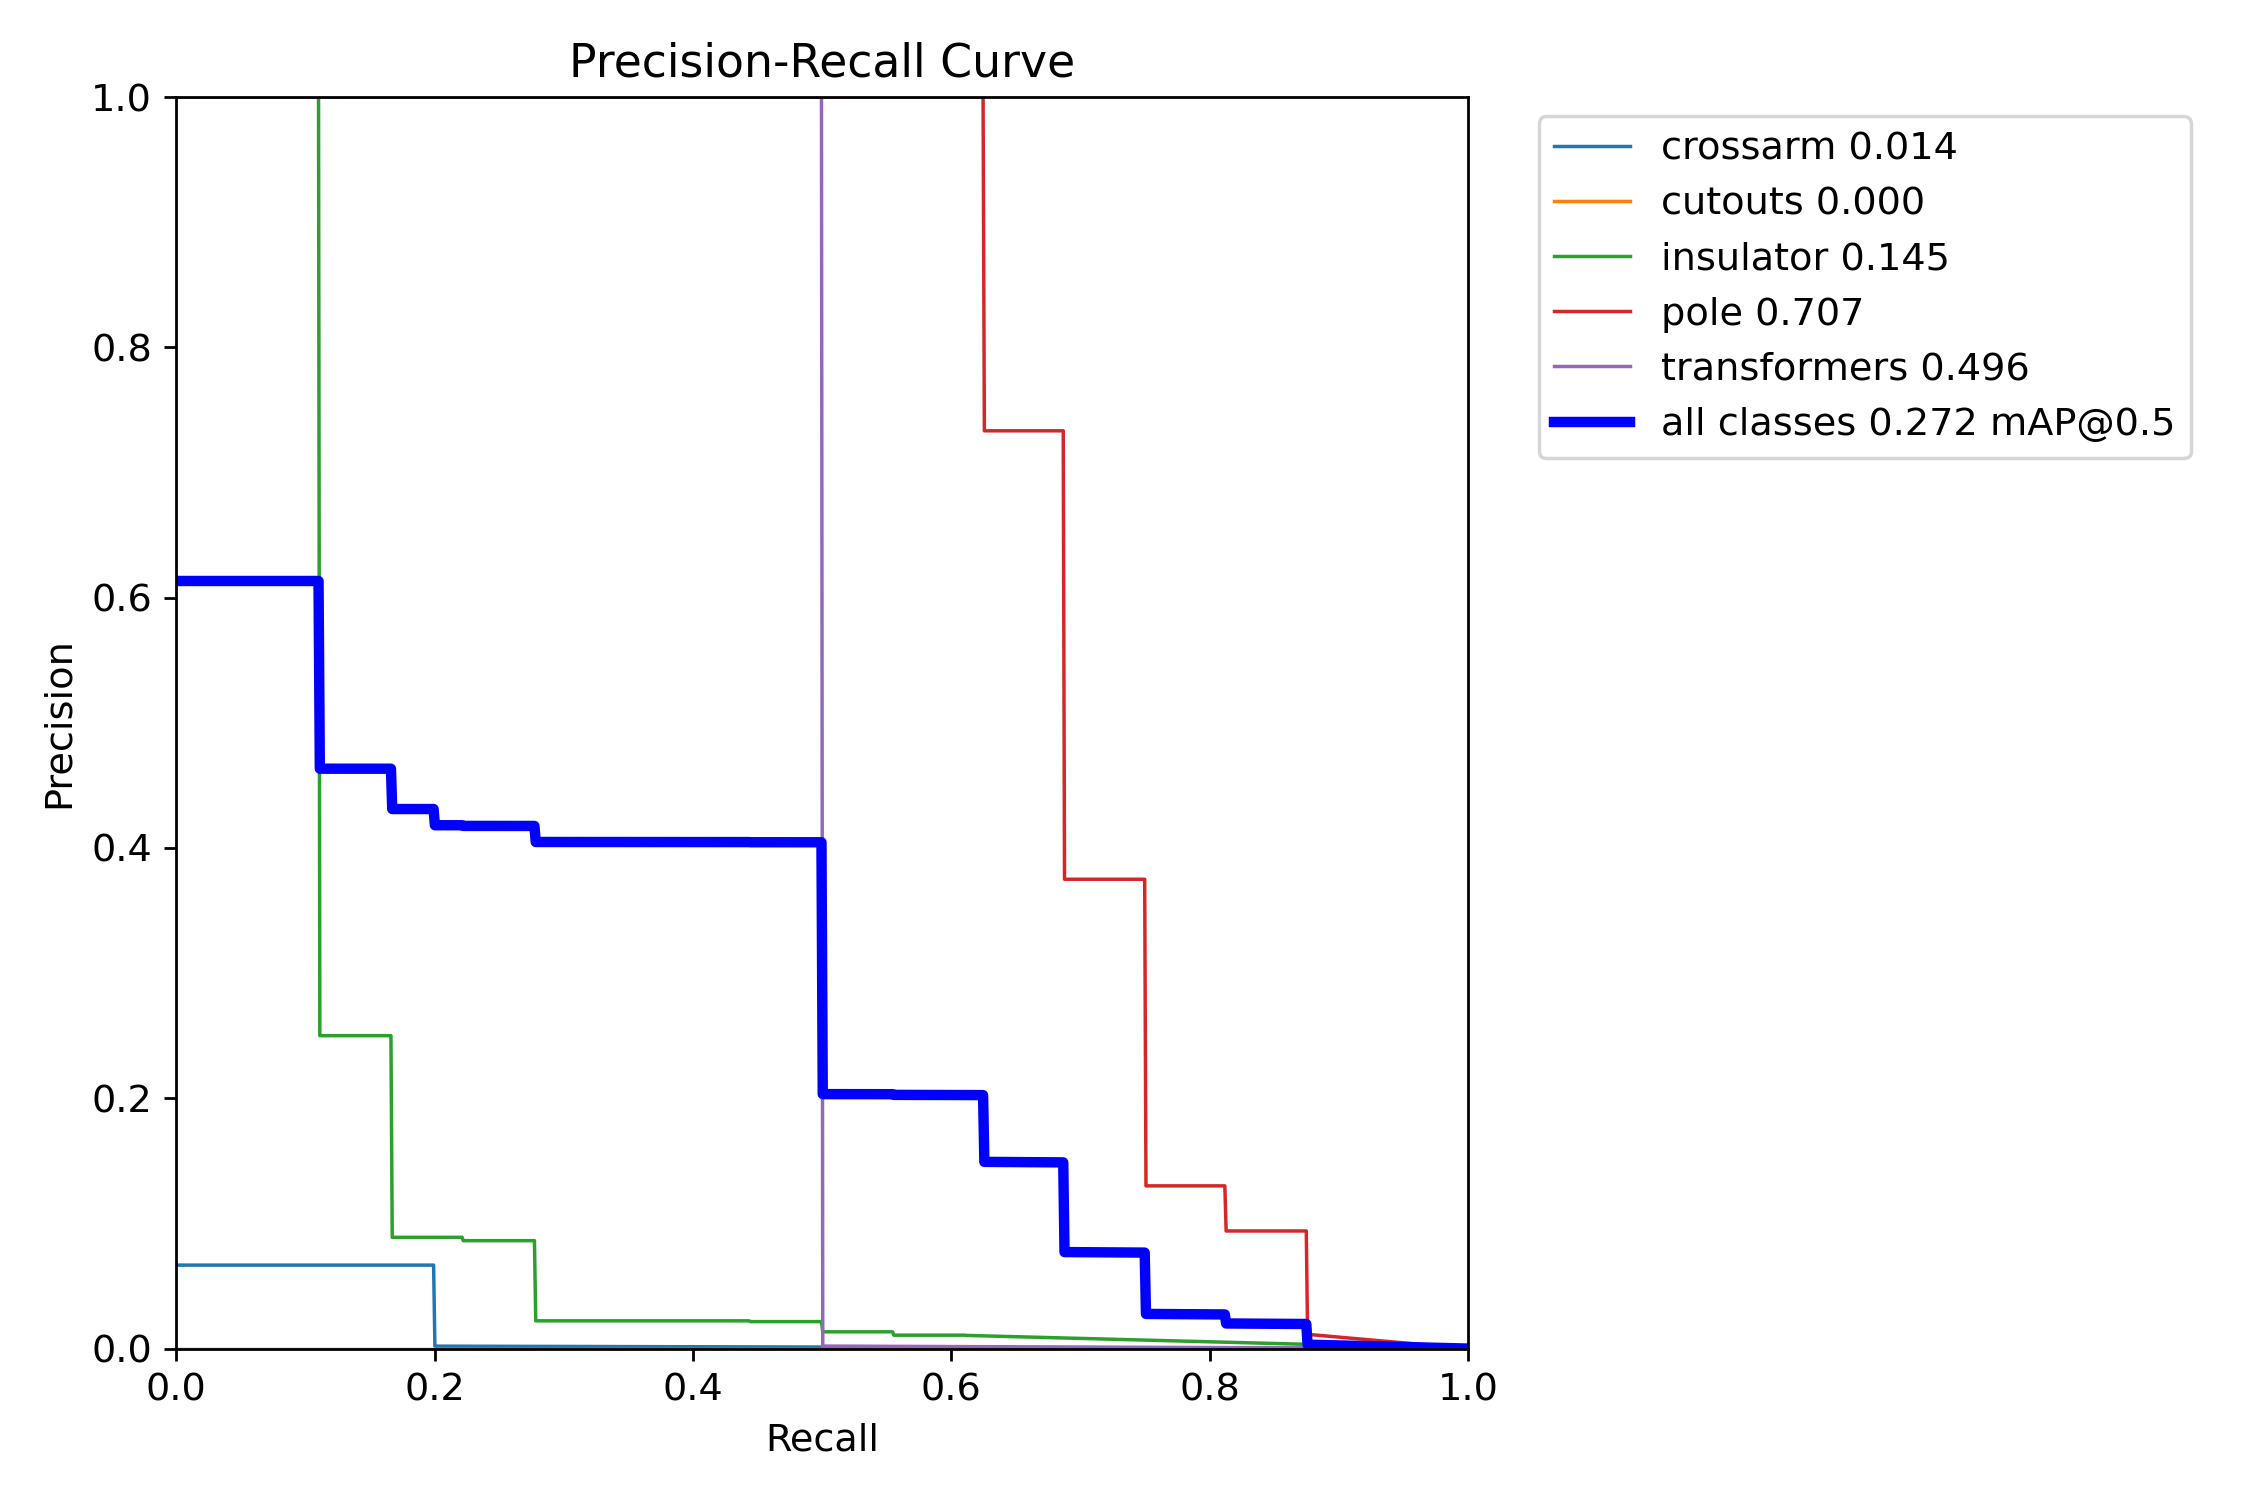 Precision-Recall Curve
1.0
0.8
0.6
0.4
0.2
0.0
Precision
0.0 0.2 0.4 0.6 0.8 1.0
Recall
crossarm 0.014
cutouts 0.000
insulator 0.145
pole 0.707
transformers 0.496
all classes 0.272 mAP@0.5